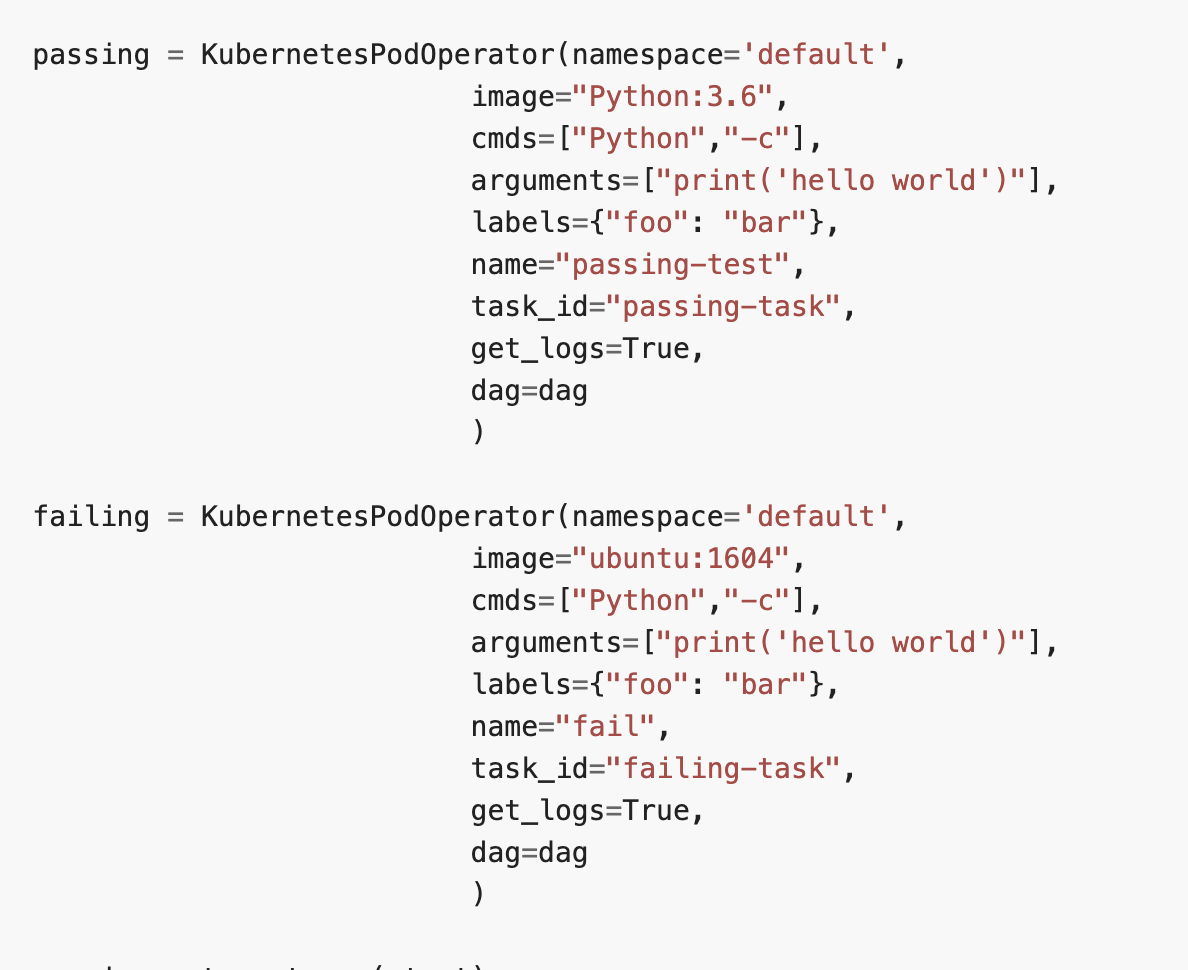 passing = KubernetesPodOperator(namespace='default',
                          image="Python:3.6",
                          cmds=["Python","-c"],
                          arguments=["print('hello world')"],
                          labels={"foo": "bar"},
                          name="passing-test",
                          task_id="passing-task",
                          get_logs=True,
                          dag=dag
                          )

failing = KubernetesPodOperator(namespace='default',
                          image="ubuntu:1604",
                          cmds=["Python","-c"],
                          arguments=["print('hello world')"],
                          labels={"foo": "bar"},
                          name="fail",
                          task_id="failing-task",
                          get_logs=True,
                          dag=dag
                          )